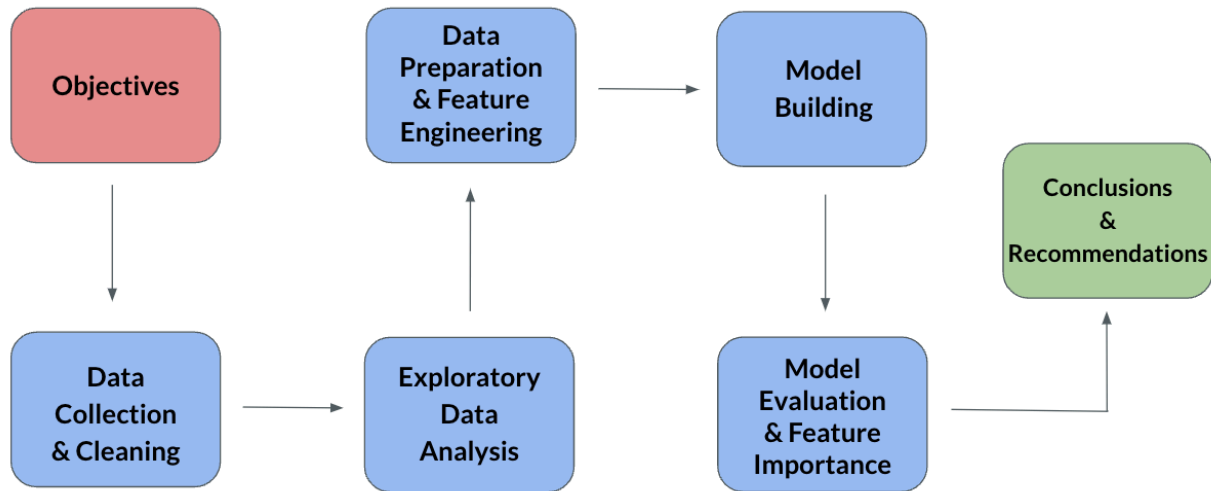 Objectives
Data
Collection
& Cleaning
Exploratory
Data
Analysis
Data
Preparation
& Feature
Engineering
Model
Building
Model
Evaluation
& Feature
Importance
Conclusions
&
Recommendations